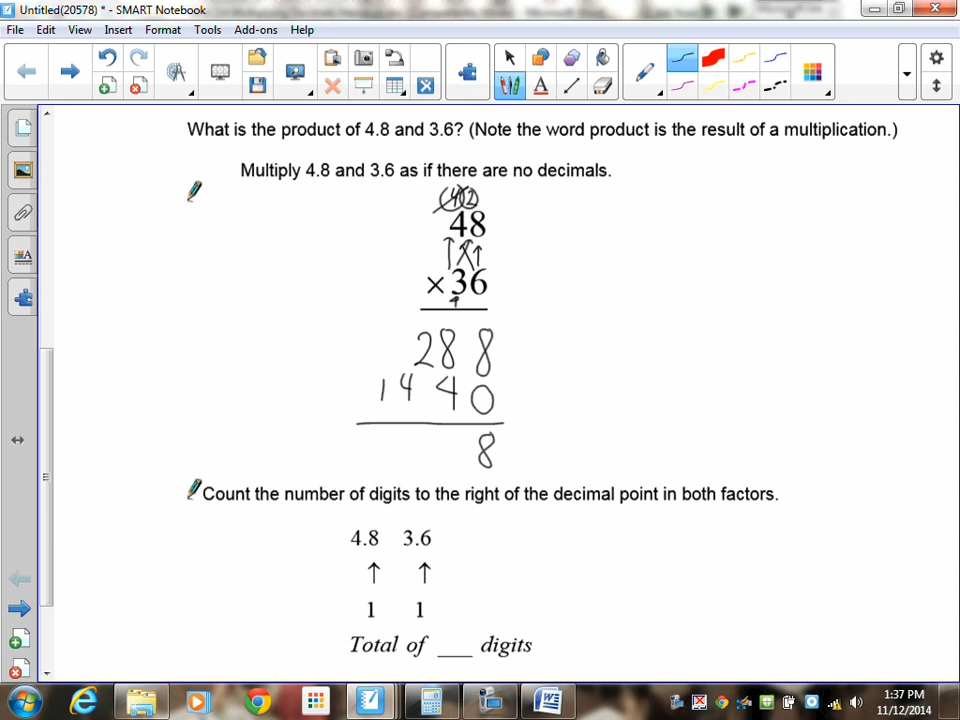 Untitled(20578) * - SMART Notebook
File Edit View Insert Format Tools Add-ons Help
What is the product of 4.8 and 3.6? (Note the word product is the result of a multiplication.)
Multiply 4.8 and 3.6 as if there are no decimals.
48
×36
288
1440
8
Count the number of digits to the right of the decimal point in both factors.
4.8 3.6
↑ ↑
1 1
Total of ___ digits
1:37 PM
11/12/2014